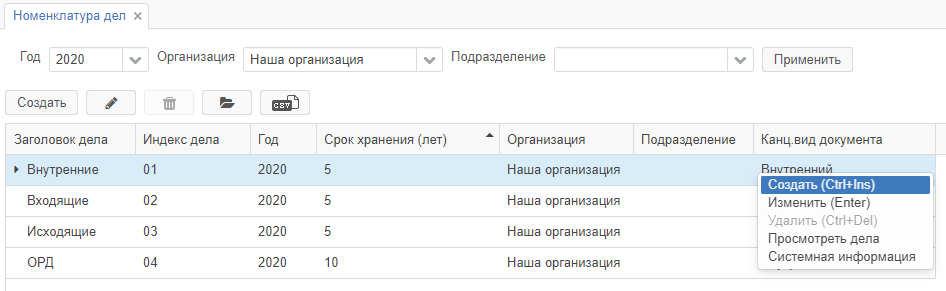 Номенклатура дел ×
Год 2020 Организация Наша организация Подразделение Применить
Создать CSV
Заголовок дела Индекс дела Год Срок хранения (лет) Организация Подразделение Канц.вид документа
Внутренние 01 2020 5 Наша организация Внутренний
Входящие 02 2020 5 Наша организация
Исходящие 03 2020 5 Наша организация
ОРД 04 2020 10 Наша организация
Создать (Ctrl+Ins)
Изменить (Enter)
Удалить (Ctrl+Del)
Просмотреть дела
Системная информация